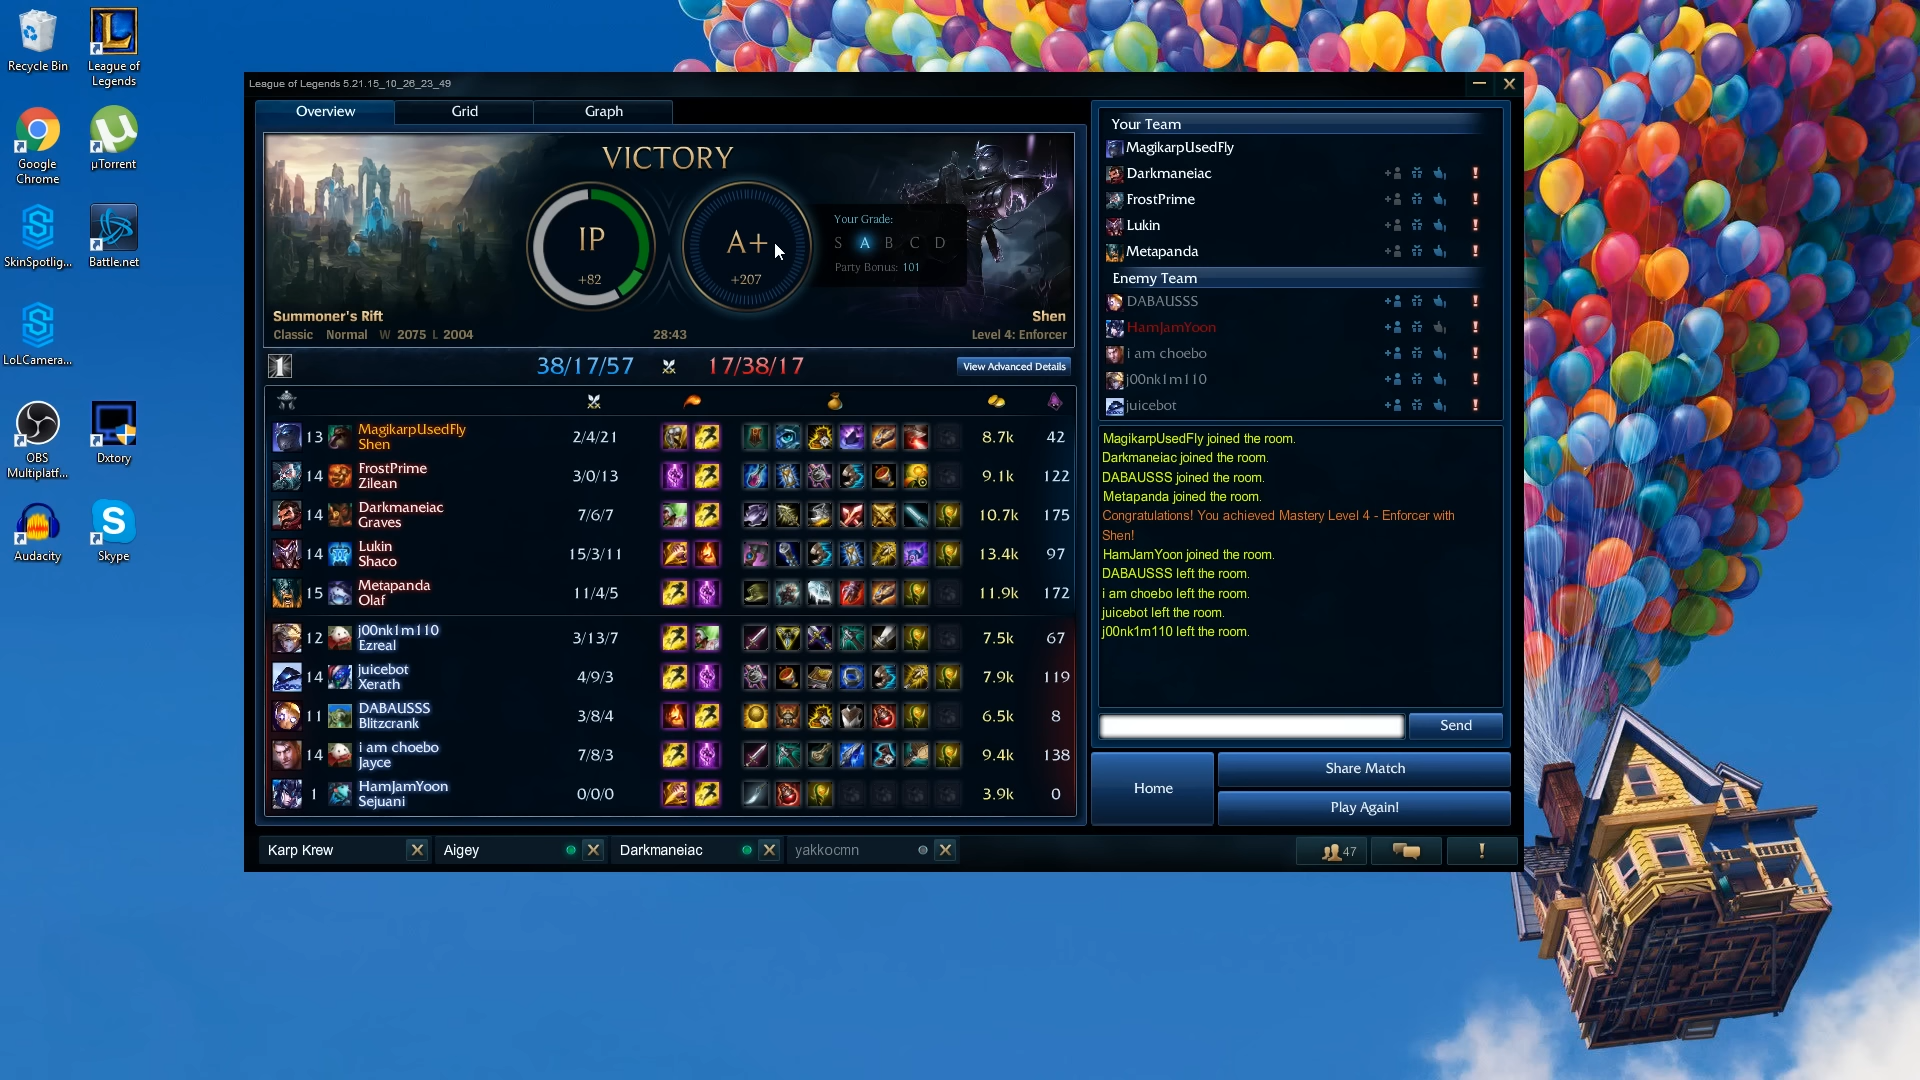 Recycle Bin
League of
Legends
Google
Chrome
µTorrent
SkinSpotlig...
Battle.net
LoLCamera...
OBS
Multiplatf...
Dxtory
Audacity
Skype
League of Legends 5.21.15_10_26_23_49
Overview
Grid
Graph
VICTORY
IP
+82
A+
+207
Your Grade:
S A B C D
Party Bonus: 101
Summoner's Rift
Classic Normal W 2075 L 2004
28:43
Shen
Level 4: Enforcer
1
38/17/57
17/38/17
View Advanced Details
13 MagikarpUsedFly 2/4/21 8.7k 42
Shen
14 FrostPrime 3/0/13 9.1k 122
Zilean
14 Darkmaneiac 7/6/7 10.7k 175
Graves
14 Lukin 15/3/11 13.4k 97
Shaco
15 Metapanda 11/4/5 11.9k 172
Olaf
12 j00nk1m110 3/13/7 7.5k 67
Ezreal
14 juicebot 4/9/3 7.9k 119
Xerath
11 DABAUSSS 3/8/4 6.5k 8
Blitzcrank
14 i am choebo 7/8/3 9.4k 138
Jayce
1 HamJamYoon 0/0/0 3.9k 0
Sejuani
Your Team
MagikarpUsedFly
Darkmaneiac
FrostPrime
Lukin
Metapanda
Enemy Team
DABAUSSS
HamJamYoon
i am choebo
j00nk1m110
juicebot
MagikarpUsedFly joined the room.
Darkmaneiac joined the room.
DABAUSSS joined the room.
Metapanda joined the room.
Congratulations! You achieved Mastery Level 4 - Enforcer with
Shen!
HamJamYoon joined the room.
DABAUSSS left the room.
i am choebo left the room.
juicebot left the room.
j00nk1m110 left the room.
Send
Home
Share Match
Play Again!
Karp Krew
Aigey
Darkmaneiac
yakkocmn
47